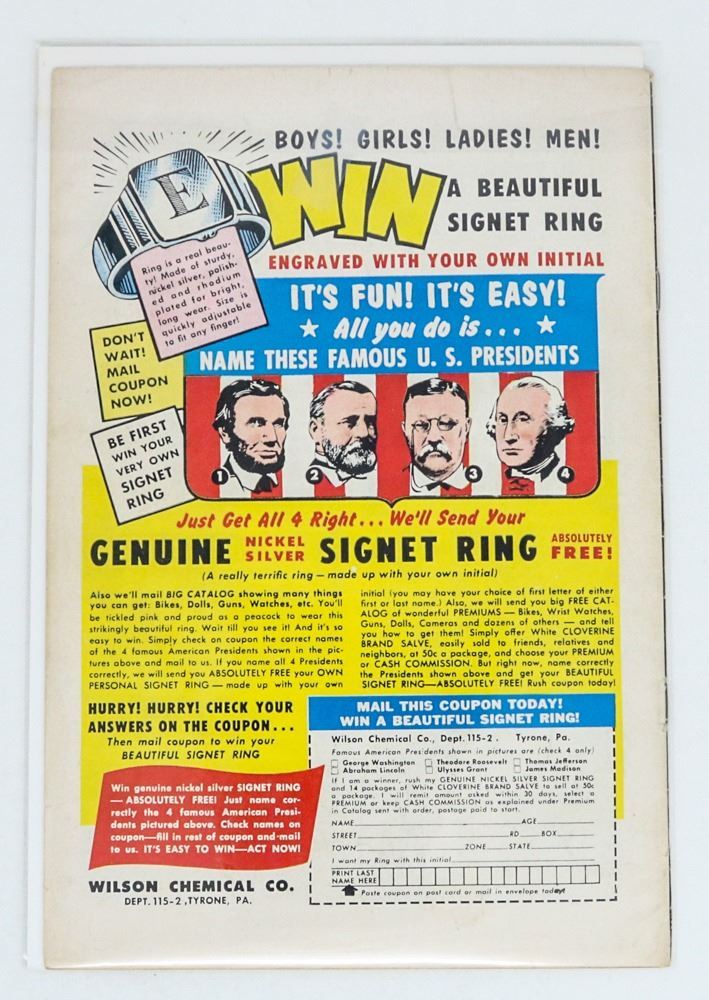 BOYS! GIRLS! LADIES! MEN!
WIN
A BEAUTIFUL
SIGNET RING
ENGRAVED WITH YOUR OWN INITIAL
E
Ring is a real beau-
ty! Made of sturdy,
nickel silver, polish-
ed and rhodium
plated for bright,
long wear. Size is
quickly adjustable
to fit any finger!
DON'T
WAIT!
MAIL
COUPON
NOW!
BE FIRST
WIN YOUR
VERY OWN
SIGNET
RING
IT'S FUN! IT'S EASY!
★ All you do is... ★
NAME THESE FAMOUS U. S. PRESIDENTS
1 2 3 4
Just Get All 4 Right... We'll Send Your
GENUINE NICKEL SILVER SIGNET RING ABSOLUTELY FREE!
(A really terrific ring — made up with your own initial)
Also we'll mail BIG CATALOG showing many things
you can get: Bikes, Dolls, Guns, Watches, etc. You'll
be tickled pink and proud as a peacock to wear this
strikingly beautiful ring. Wait till you see it! And it's so
easy to win. Simply check on coupon the correct names
of the 4 famous American Presidents shown in the pic-
tures above and mail to us. If you name all 4 Presidents
correctly, we will send you ABSOLUTELY FREE your OWN
PERSONAL SIGNET RING — made up with your own
initial (you may have your choice of first letter of either
first or last name.) Also, we will send you big FREE CAT-
ALOG of wonderful PREMIUMS — Bikes, Wrist Watches,
Guns, Dolls, Cameras and dozens of others — and tell
you how to get them! Simply offer White CLOVERINE
BRAND SALVE, easily sold to friends, relatives and
neighbors, at 50c a package, and choose your PREMIUM
or CASH COMMISSION. But right now, name correctly
the Presidents shown above and get your BEAUTIFUL
SIGNET RING—ABSOLUTELY FREE! Rush coupon today!
HURRY! HURRY! CHECK YOUR
ANSWERS ON THE COUPON...
Then mail coupon to win your
BEAUTIFUL SIGNET RING
Win genuine nickel silver SIGNET RING
— ABSOLUTELY FREE! Just name cor-
rectly the 4 famous American Presi-
dents pictured above. Check names on
coupon—fill in rest of coupon and mail
to us. IT'S EASY TO WIN—ACT NOW!
WILSON CHEMICAL CO.
DEPT. 115-2 ,TYRONE, PA.
MAIL THIS COUPON TODAY!
WIN A BEAUTIFUL SIGNET RING!
Wilson Chemical Co., Dept. 115-2 . Tyrone, Pa.
Famous American Presidents shown in pictures are (check 4 only)
George Washington Theodore Roosevelt Thomas Jefferson
Abraham Lincoln Ulysses Grant James Madison
If I am a winner, rush my GENUINE NICKEL SILVER SIGNET RING
and 14 packages of White CLOVERINE BRAND SALVE to sell at 50c
a package. I will remit amount asked within 30 days, select a
PREMIUM or keep CASH COMMISSION as explained under Premium
in Catalog sent with order, postage paid to start.
NAME AGE
STREET RD BOX
TOWN ZONE STATE
I want my Ring with this initial
PRINT LAST
NAME HERE
Paste coupon on post card or mail in envelope today!